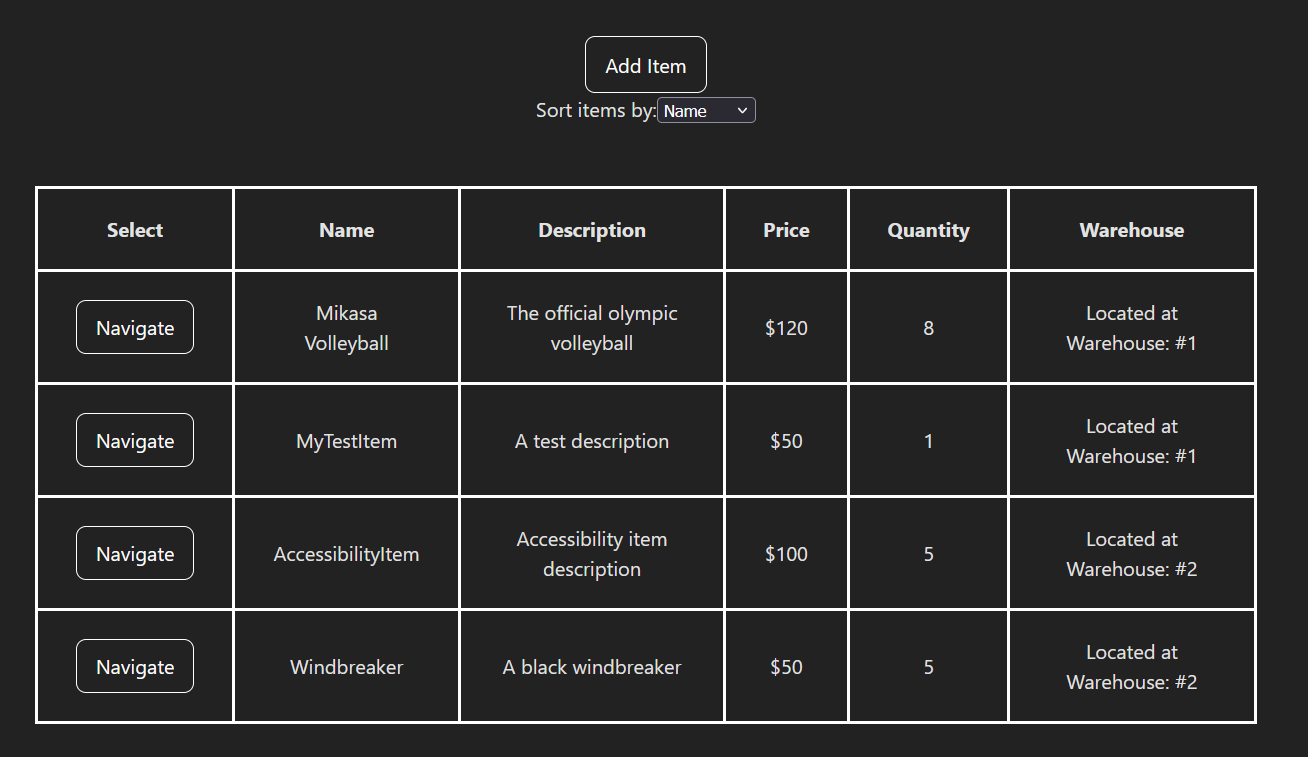 Add Item
Sort items by: Name
Select Name Description Price Quantity Warehouse
Navigate Mikasa Volleyball The official olympic volleyball $120 8 Located at Warehouse: #1
Navigate MyTestItem A test description $50 1 Located at Warehouse: #1
Navigate AccessibilityItem Accessibility item description $100 5 Located at Warehouse: #2
Navigate Windbreaker A black windbreaker $50 5 Located at Warehouse: #2